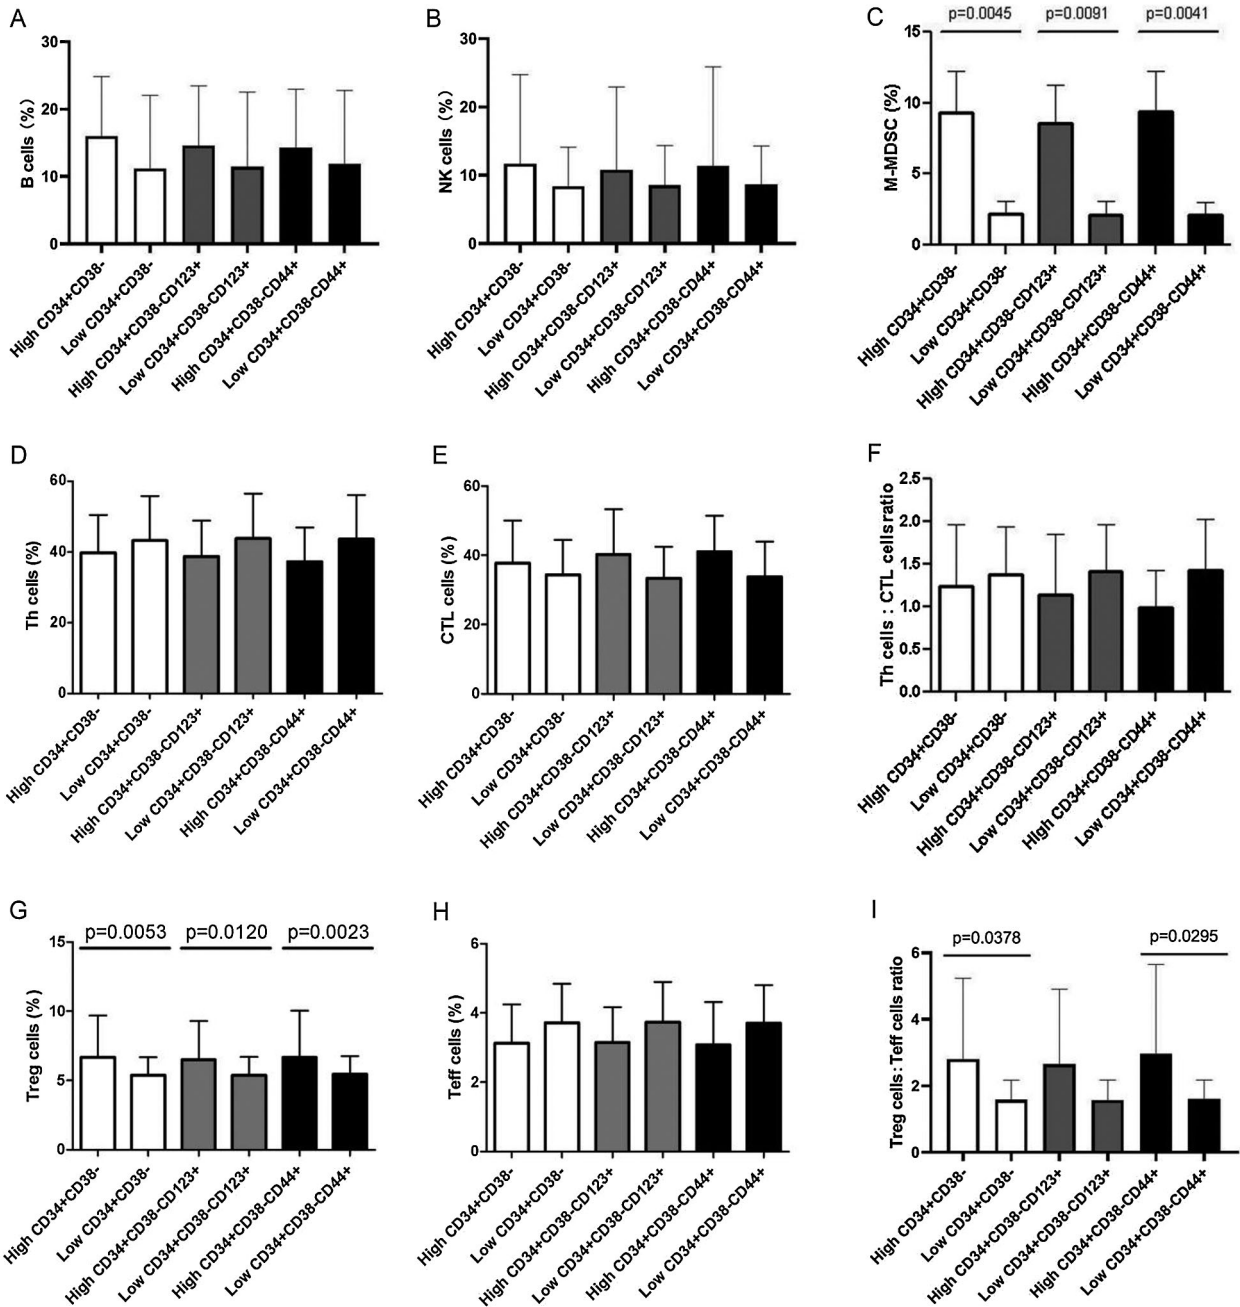 A
B cells (%)
30
20
10
0
High CD34+CD38-
Low CD34+CD38-
High CD34+CD38-CD123+
Low CD34+CD38-CD123+
High CD34+CD38-CD44+
Low CD34+CD38-CD44+
B
NK cells (%)
30
20
10
0
High CD34+CD38-
Low CD34+CD38-
High CD34+CD38-CD123+
Low CD34+CD38-CD123+
High CD34+CD38-CD44+
Low CD34+CD38-CD44+
C
p=0.0045
p=0.0091
p=0.0041
M-MDSC (%)
15
10
5
0
High CD34+CD38-
Low CD34+CD38-
High CD34+CD38-CD123+
Low CD34+CD38-CD123+
High CD34+CD38-CD44+
Low CD34+CD38-CD44+
D
Th cells (%)
60
40
20
0
High CD34+CD38-
Low CD34+CD38-
High CD34+CD38-CD123+
Low CD34+CD38-CD123+
High CD34+CD38-CD44+
Low CD34+CD38-CD44+
E
CTL cells (%)
60
40
20
0
High CD34+CD38-
Low CD34+CD38-
High CD34+CD38-CD123+
Low CD34+CD38-CD123+
High CD34+CD38-CD44+
Low CD34+CD38-CD44+
F
Th cells : CTL cellsratio
2.5
2.0
1.5
1.0
0.5
0.0
High CD34+CD38-
Low CD34+CD38-
High CD34+CD38-CD123+
Low CD34+CD38-CD123+
High CD34+CD38-CD44+
Low CD34+CD38-CD44+
G
p=0.0053
p=0.0120
p=0.0023
Treg cells (%)
15
10
5
0
High CD34+CD38-
Low CD34+CD38-
High CD34+CD38-CD123+
Low CD34+CD38-CD123+
High CD34+CD38-CD44+
Low CD34+CD38-CD44+
H
Teff cells (%)
6
4
2
0
High CD34+CD38-
Low CD34+CD38-
High CD34+CD38-CD123+
Low CD34+CD38-CD123+
High CD34+CD38-CD44+
Low CD34+CD38-CD44+
I
p=0.0378
p=0.0295
Treg cells: Teff cells ratio
6
4
2
0
High CD34+CD38-
Low CD34+CD38-
High CD34+CD38-CD123+
Low CD34+CD38-CD123+
High CD34+CD38-CD44+
Low CD34+CD38-CD44+